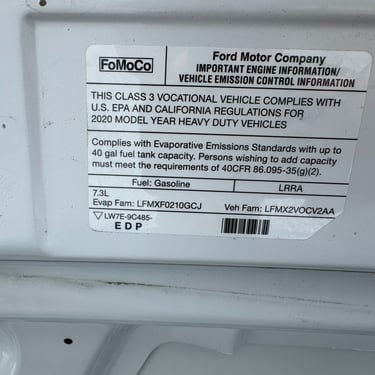 FoMoCo
Ford Motor Company
IMPORTANT ENGINE INFORMATION/
VEHICLE EMISSION CONTROL INFORMATION
THIS CLASS 3 VOCATIONAL VEHICLE COMPLIES WITH
U.S. EPA AND CALIFORNIA REGULATIONS FOR
2020 MODEL YEAR HEAVY DUTY VEHICLES
Complies with Evaporative Emissions Standards with up to
40 gal fuel tank capacity. Persons wishing to add capacity
must meet the requirements of 40CFR 86.095-35(g)(2).
Fuel: Gasoline LRRA
7.3L
Evap Fam: LFMXF0210GCJ Veh Fam: LFMX2VOCV2AA
LW7E-9C485-
EDP